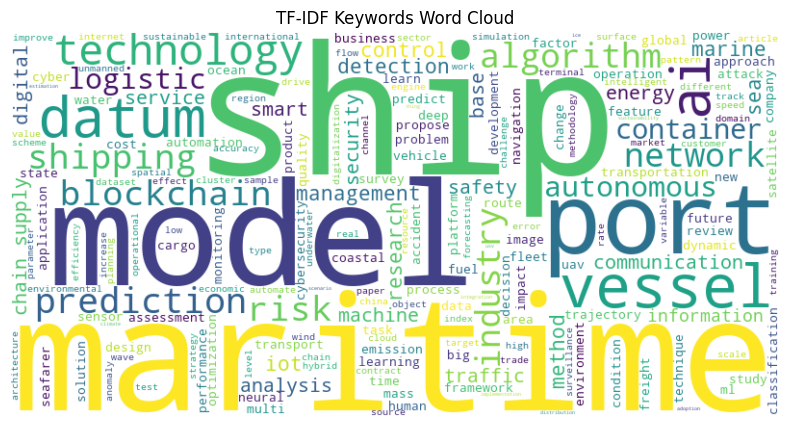 TF-IDF Keywords Word Cloud
improve internet sustainable international business sector simulation factor global surface article
technology ship algorithm marine power approach
cyber unmanned ocean flow control work pattern
digital logistic detection learn operation intelligent attack
water service region drive engine predict terminal energy different
datum smart base development navigation ai sea company
value scheme cost automation accuracy product digitalization channel security propose deep challenge change methodology feature track speed satellite
shipping quality problem vehicle container domain
state dataset spatial effect cluster sample survey market customer
network transportation
chain supply application blockchain management safety autonomous new
parameter efficiency increase operational planning low cargo type monitoring cybersecurity underwater real coastal accident research resource platform forecasting route error image fleet uav rate variable future review dynamic
model port
communication
environmental economic automate scenario fuel decision impact vessel training
prediction paper process
sensor assessment risk machine china object data industry area trajectory information
climate
maritime
architecture seafarer solution design wave anomaly test strategy performance optimization transport iot level chain hybrid wind task cloud emission index target big high trade method surveillance environment condition freight technique scale classification
contract learning traffic
analysis time mass framework study
neural multi human ml
source distribution adoption